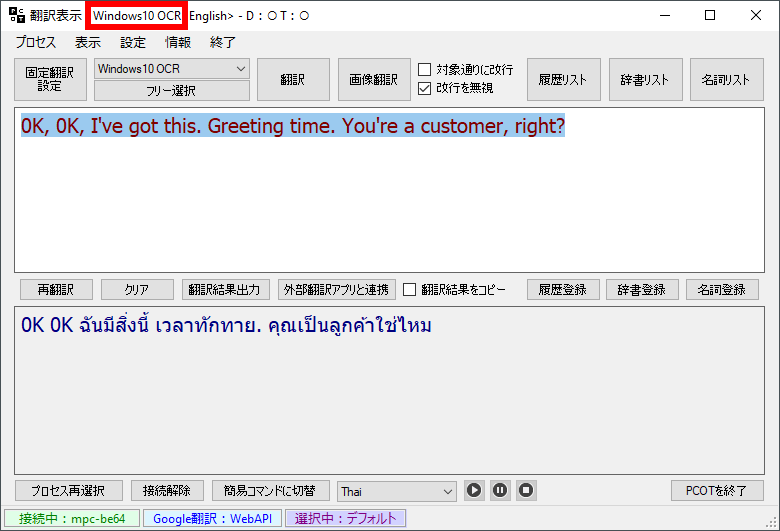 PCOT 翻訳表示 Windows10 OCR <English> - D：〇 T：〇
プロセス 表示 設定 情報 終了
固定翻訳
設定
Windows10 OCR
フリー選択
翻訳
画像翻訳
対象通りに改行
改行を無視
履歴リスト
辞書リスト
名詞リスト
0K, 0K, I've got this. Greeting time. You're a customer, right?
再翻訳 クリア 翻訳結果出力 外部翻訳アプリと連携 翻訳結果をコピー 履歴登録 辞書登録 名詞登録
0K 0K ฉันมีสิ่งนี้ เวลาทักทาย. คุณเป็นลูกค้าใช่ไหม
プロセス再選択 接続解除 簡易コマンドに切替 Thai PCOTを終了
接続中：mpc-be64 Google翻訳：WebAPI 選択中：デフォルト